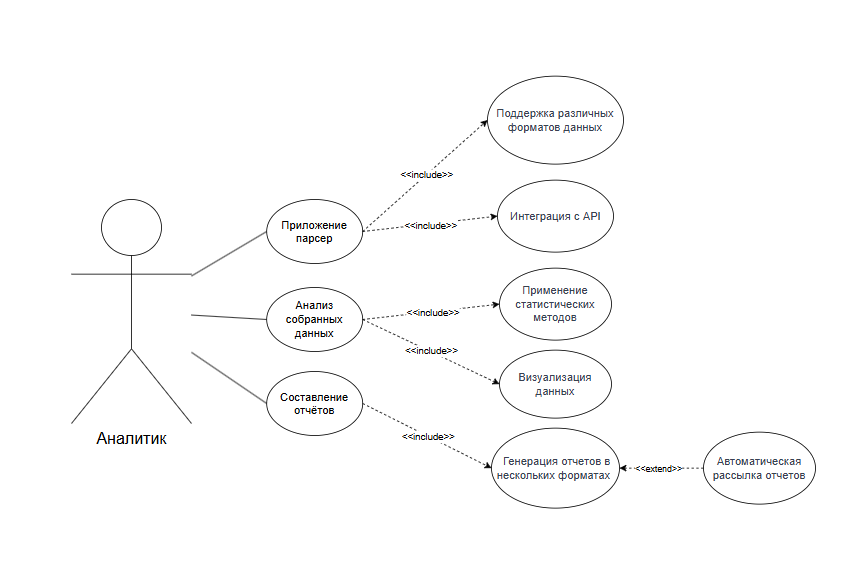 Поддержка различных
форматов данных
<<include>>
Приложение
парсер
<<include>>
Интеграция с API
Анализ
собранных
данных
<<include>>
Применение
статистических
методов
<<include>>
Визуализация
данных
Составление
отчётов
<<include>>
Генерация отчетов в
нескольких форматах
<<extend>>
Автоматическая
рассылка отчетов
Аналитик